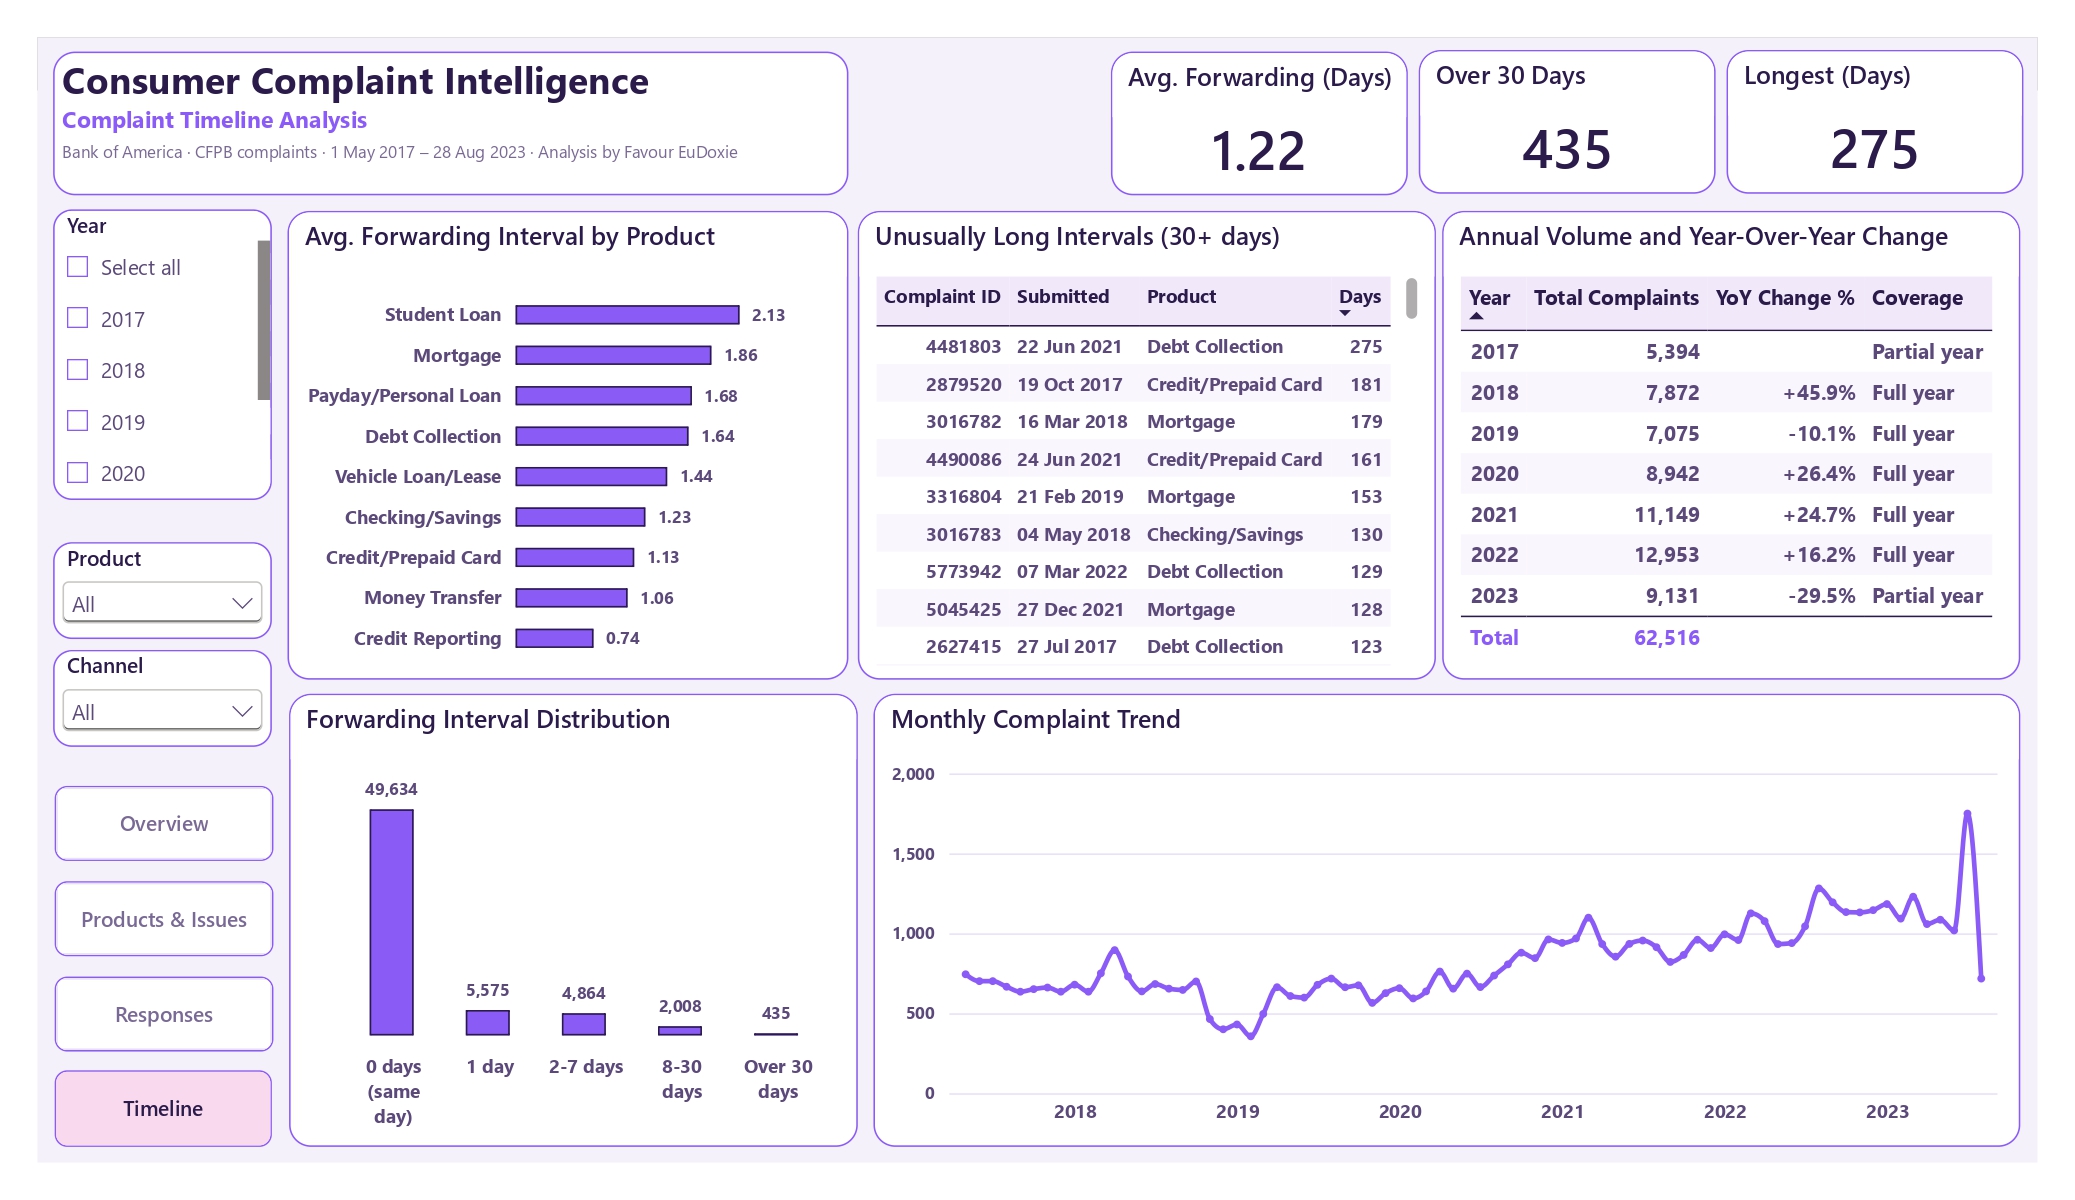 Consumer Complaint Intelligence
Complaint Timeline Analysis
Bank of America · CFPB complaints · 1 May 2017 – 28 Aug 2023 · Analysis by Favour EuDoxie
Avg. Forwarding (Days)
1.22
Over 30 Days
435
Longest (Days)
275
Year
Select all
2017
2018
2019
2020
Product
All
Channel
All
Overview
Products & Issues
Responses
Timeline
Avg. Forwarding Interval by Product
Student Loan 2.13
Mortgage 1.86
Payday/Personal Loan 1.68
Debt Collection 1.64
Vehicle Loan/Lease 1.44
Checking/Savings 1.23
Credit/Prepaid Card 1.13
Money Transfer 1.06
Credit Reporting 0.74
Unusually Long Intervals (30+ days)
Complaint ID Submitted Product Days
4481803 22 Jun 2021 Debt Collection 275
2879520 19 Oct 2017 Credit/Prepaid Card 181
3016782 16 Mar 2018 Mortgage 179
4490086 24 Jun 2021 Credit/Prepaid Card 161
3316804 21 Feb 2019 Mortgage 153
3016783 04 May 2018 Checking/Savings 130
5773942 07 Mar 2022 Debt Collection 129
5045425 27 Dec 2021 Mortgage 128
2627415 27 Jul 2017 Debt Collection 123
Annual Volume and Year-Over-Year Change
Year Total Complaints YoY Change % Coverage
2017 5,394 Partial year
2018 7,872 +45.9% Full year
2019 7,075 -10.1% Full year
2020 8,942 +26.4% Full year
2021 11,149 +24.7% Full year
2022 12,953 +16.2% Full year
2023 9,131 -29.5% Partial year
Total 62,516
Forwarding Interval Distribution
49,634
5,575
4,864
2,008
435
0 days
(same
day)
1 day
2-7 days
8-30
days
Over 30
days
Monthly Complaint Trend
2,000
1,500
1,000
500
0
2018 2019 2020 2021 2022 2023